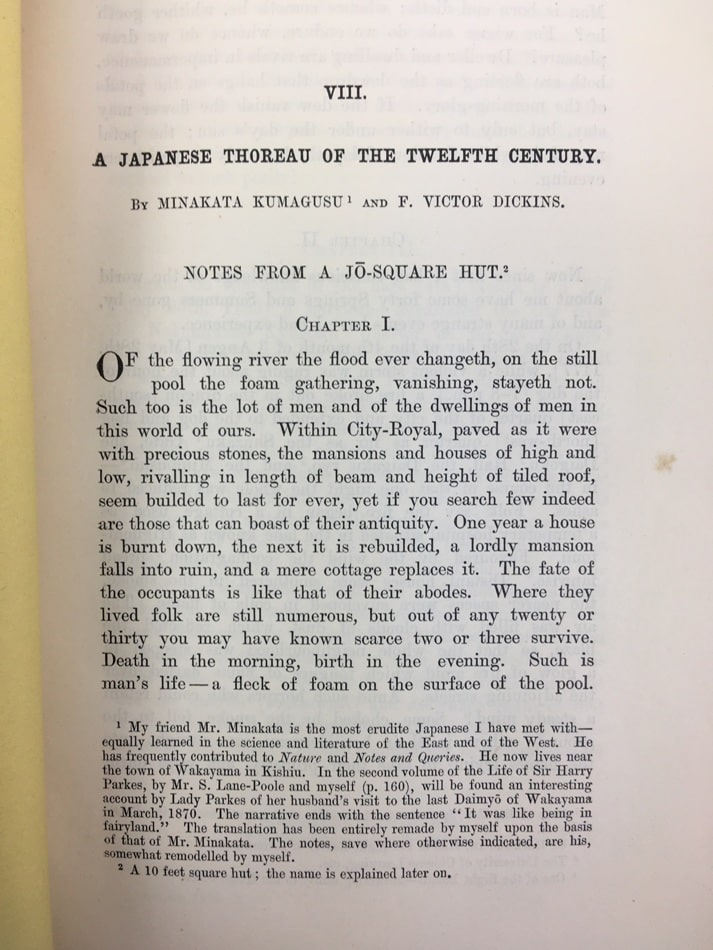 VIII.
A JAPANESE THOREAU OF THE TWELFTH CENTURY.
By MINAKATA KUMAGUSU ¹ AND F. VICTOR DICKINS.
NOTES FROM A JŌ-SQUARE HUT.²
Chapter I.
OF the flowing river the flood ever changeth, on the still
pool the foam gathering, vanishing, stayeth not.
Such too is the lot of men and of the dwellings of men in
this world of ours. Within City-Royal, paved as it were
with precious stones, the mansions and houses of high and
low, rivalling in length of beam and height of tiled roof,
seem builded to last for ever, yet if you search few indeed
are those that can boast of their antiquity. One year a house
is burnt down, the next it is rebuilded, a lordly mansion
falls into ruin, and a mere cottage replaces it. The fate of
the occupants is like that of their abodes. Where they
lived folk are still numerous, but out of any twenty or
thirty you may have known scarce two or three survive.
Death in the morning, birth in the evening. Such is
man's life—a fleck of foam on the surface of the pool.
¹ My friend Mr. Minakata is the most erudite Japanese I have met with—
equally learned in the science and literature of the East and of the West. He
has frequently contributed to Nature and Notes and Queries. He now lives near
the town of Wakayama in Kishiu. In the second volume of the Life of Sir Harry
Parkes, by Mr. S. Lane-Poole and myself (p. 160), will be found an interesting
account by Lady Parkes of her husband's visit to the last Daimyō of Wakayama
in March, 1870. The narrative ends with the sentence "It was like being in
fairyland." The translation has been entirely remade by myself upon the basis
of that of Mr. Minakata. The notes, save where otherwise indicated, are his,
somewhat remodelled by myself.
² A 10 feet square hut; the name is explained later on.